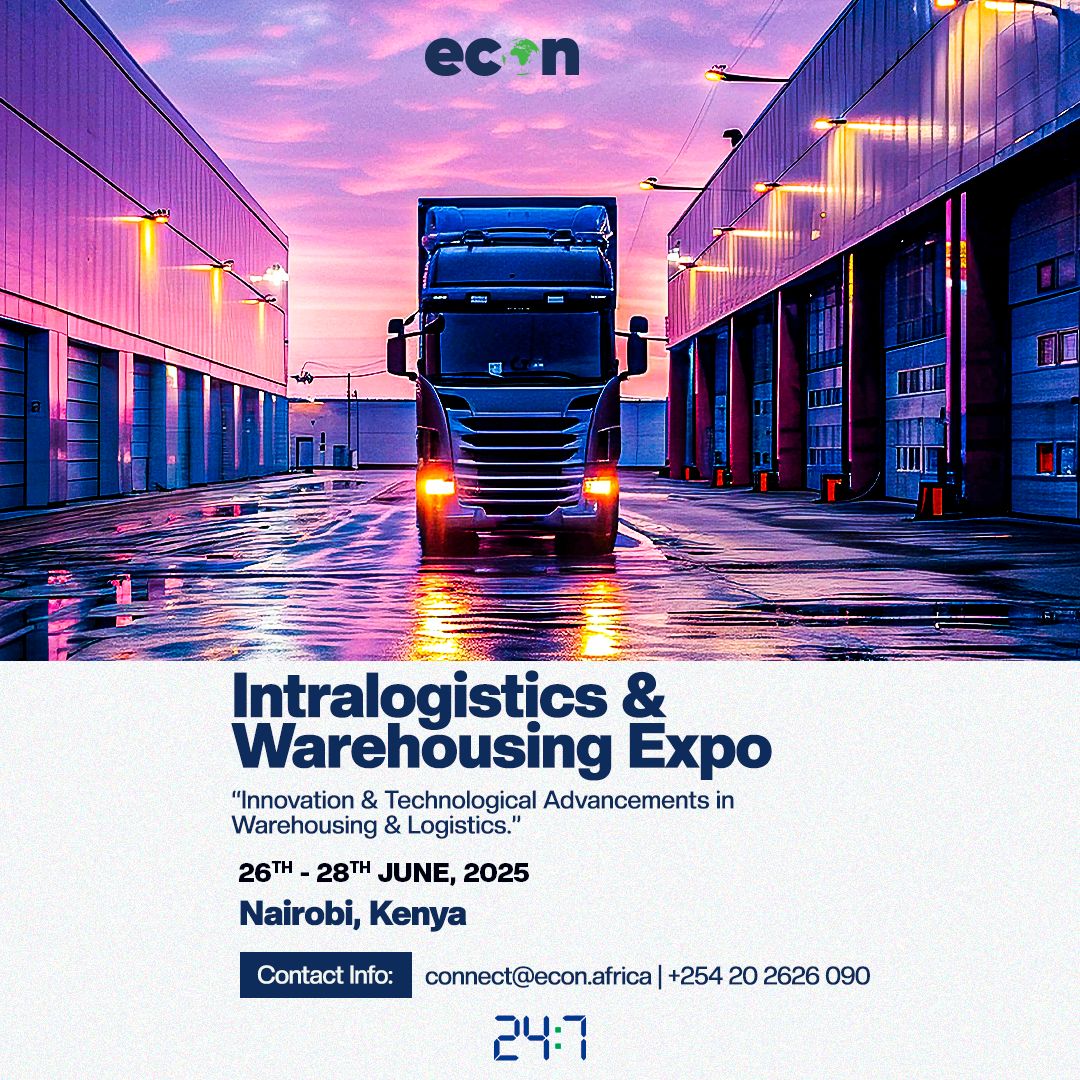 econ
Intralogistics &
Warehousing Expo
“Innovation & Technological Advancements in
Warehousing & Logistics.”
26TH - 28TH JUNE, 2025
Nairobi, Kenya
Contact Info: connect@econ.africa | +254 20 2626 090
24:7